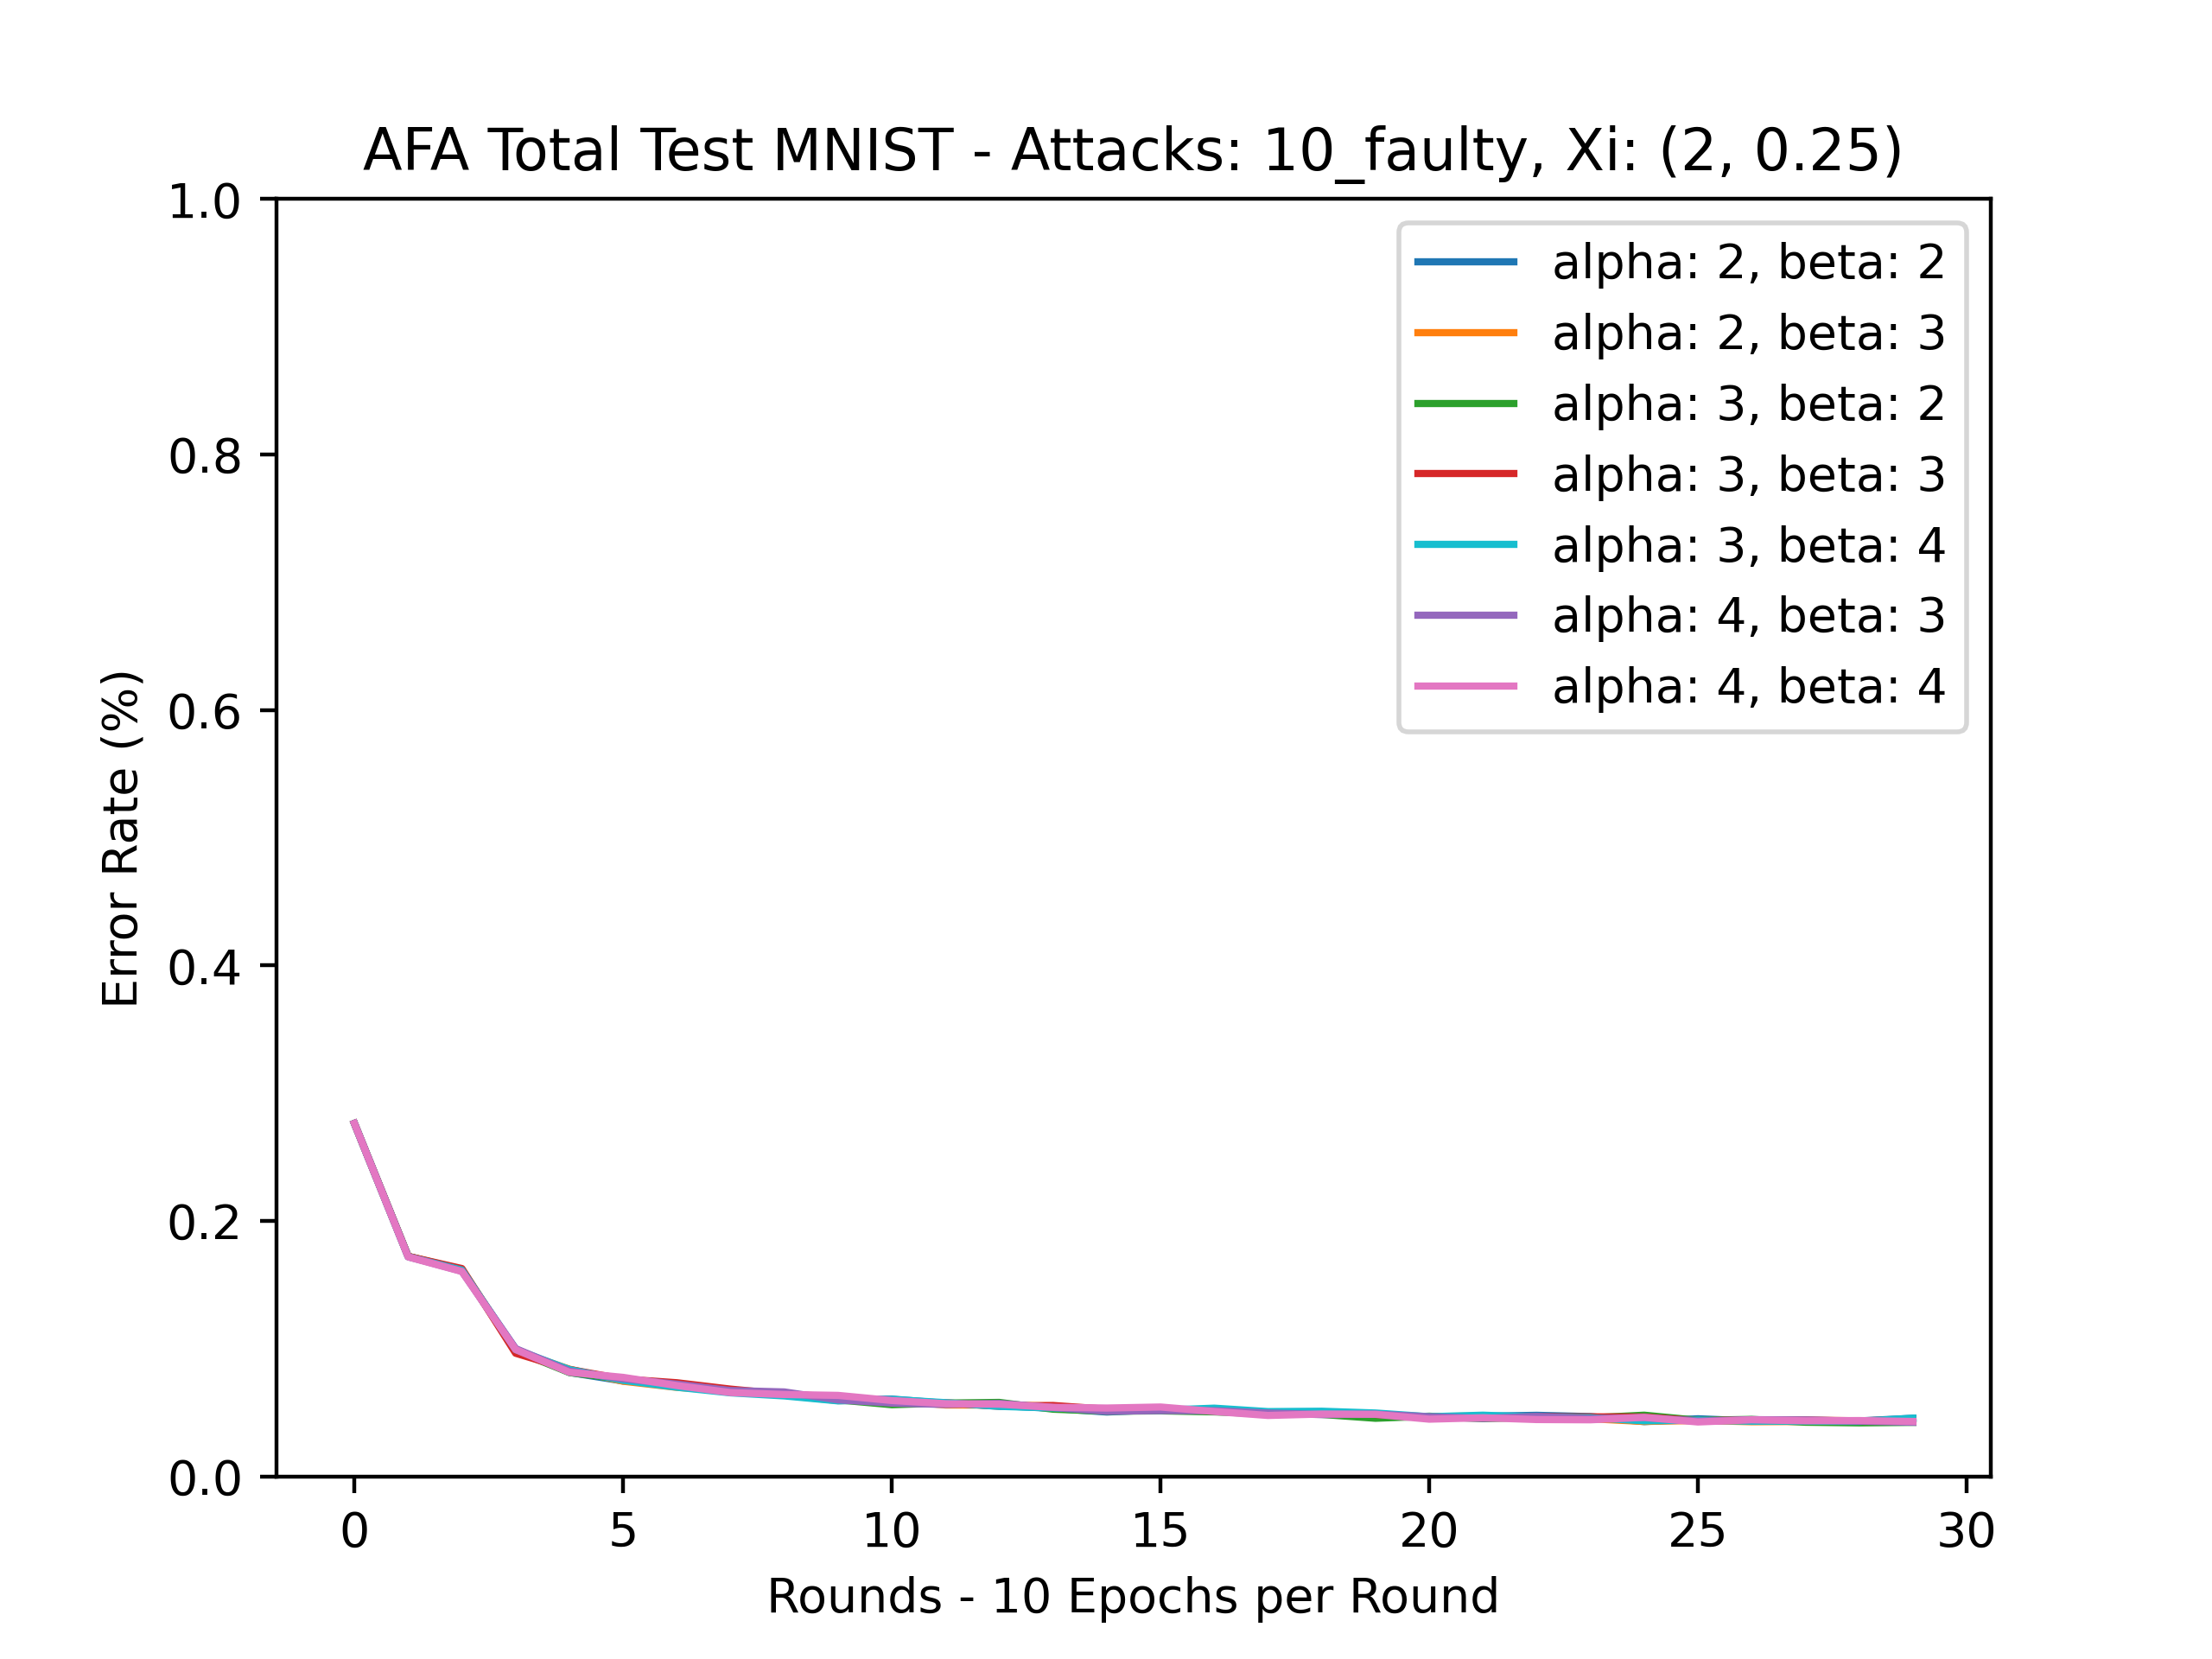 AFA Total Test MNIST - Attacks: 10_faulty, Xi: (2, 0.25)
1.0
0.8
0.6
0.4
0.2
0.0
Error Rate (%)
alpha: 2, beta: 2
alpha: 2, beta: 3
alpha: 3, beta: 2
alpha: 3, beta: 3
alpha: 3, beta: 4
alpha: 4, beta: 3
alpha: 4, beta: 4
0 5 10 15 20 25 30
Rounds - 10 Epochs per Round